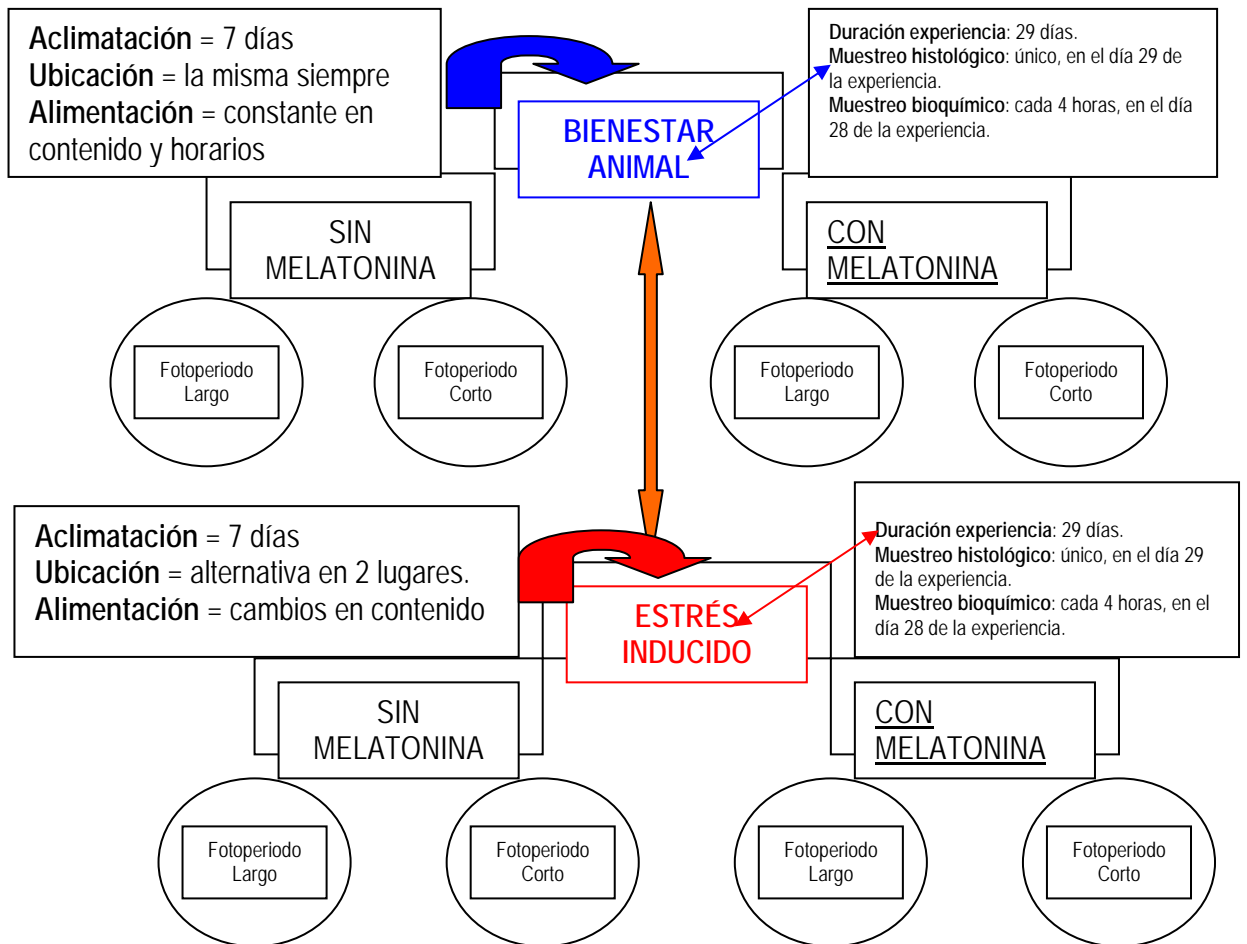 Aclimatación = 7 días
Ubicación = la misma siempre
Alimentación = constante en
contenido y horarios
BIENESTAR
ANIMAL
Duración experiencia: 29 días.
Muestreo histológico: único, en el día 29 de
la experiencia.
Muestreo bioquímico: cada 4 horas, en el día
28 de la experiencia.
SIN
MELATONINA
CON
MELATONINA
Fotoperiodo
Largo
Fotoperiodo
Corto
Fotoperiodo
Largo
Fotoperiodo
Corto
Aclimatación = 7 días
Ubicación = alternativa en 2 lugares.
Alimentación = cambios en contenido
ESTRÉS
INDUCIDO
Duración experiencia: 29 días.
Muestreo histológico: único, en el día 29
de la experiencia.
Muestreo bioquímico: cada 4 horas, en el
día 28 de la experiencia.
SIN
MELATONINA
CON
MELATONINA
Fotoperiodo
Largo
Fotoperiodo
Corto
Fotoperiodo
Largo
Fotoperiodo
Corto